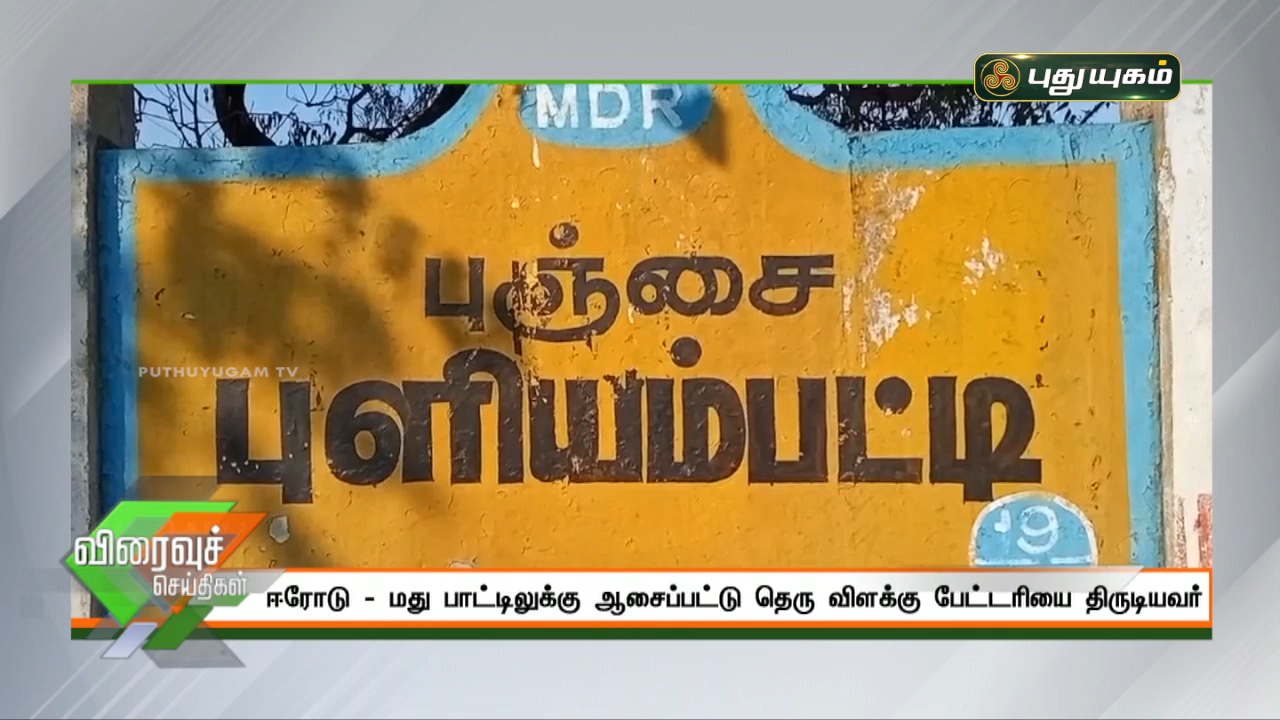 புதுயுகம்
MDR
புஞ்சை
PUTHUYUGAM TV
புளியம்பட்டி
9
விரைவுச்
செய்திகள்
ஈரோடு - மது பாட்டிலுக்கு ஆசைப்பட்டு தெரு விளக்கு பேட்டரியை திருடியவர்